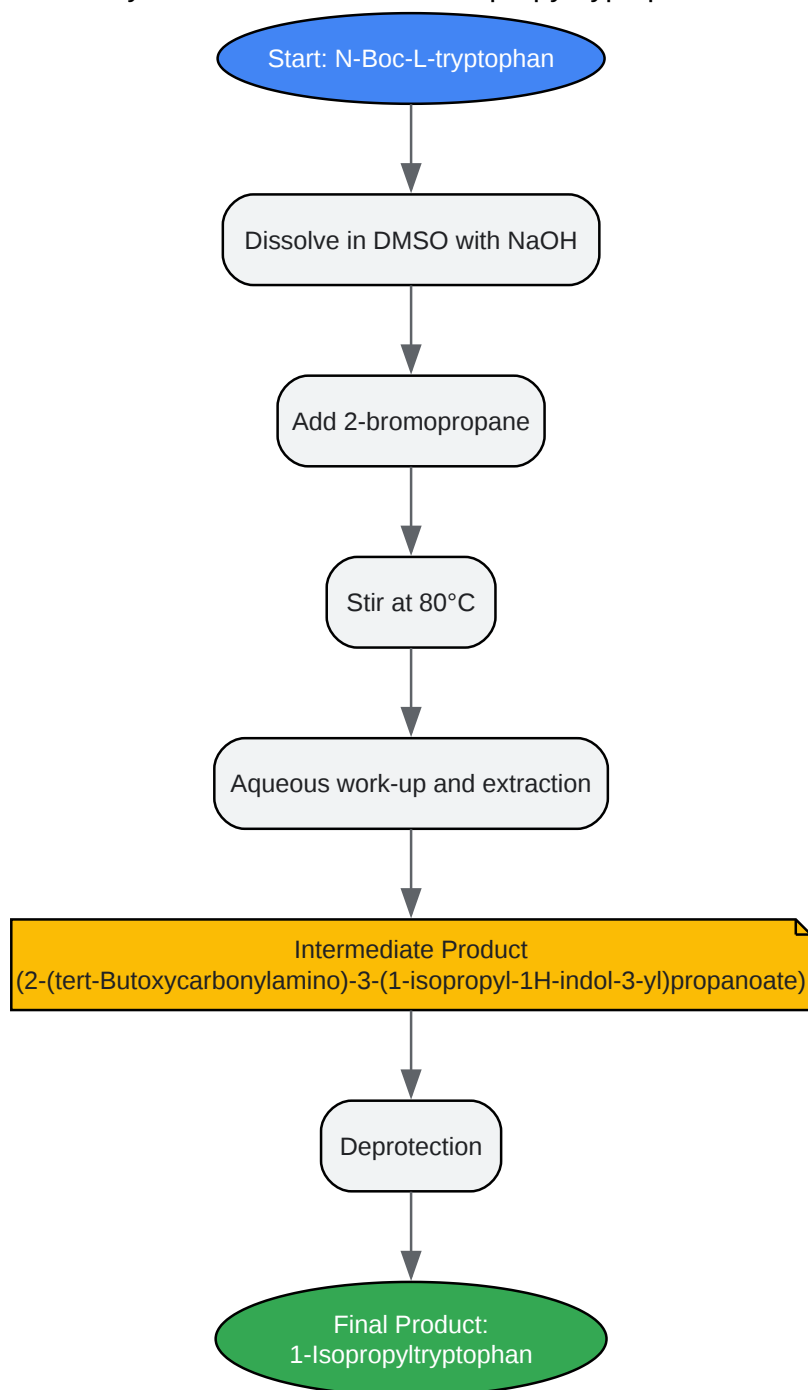 Start: N-Boc-L-tryptophan
Dissolve in DMSO with NaOH
Add 2-bromopropane
Stir at 80°C
Aqueous work-up and extraction
Intermediate Product
(2-(tert-Butoxycarbonylamino)-3-(1-isopropyl-1H-indol-3-yl)propanoate)
Deprotection
Final Product:
1-Isopropyltryptophan